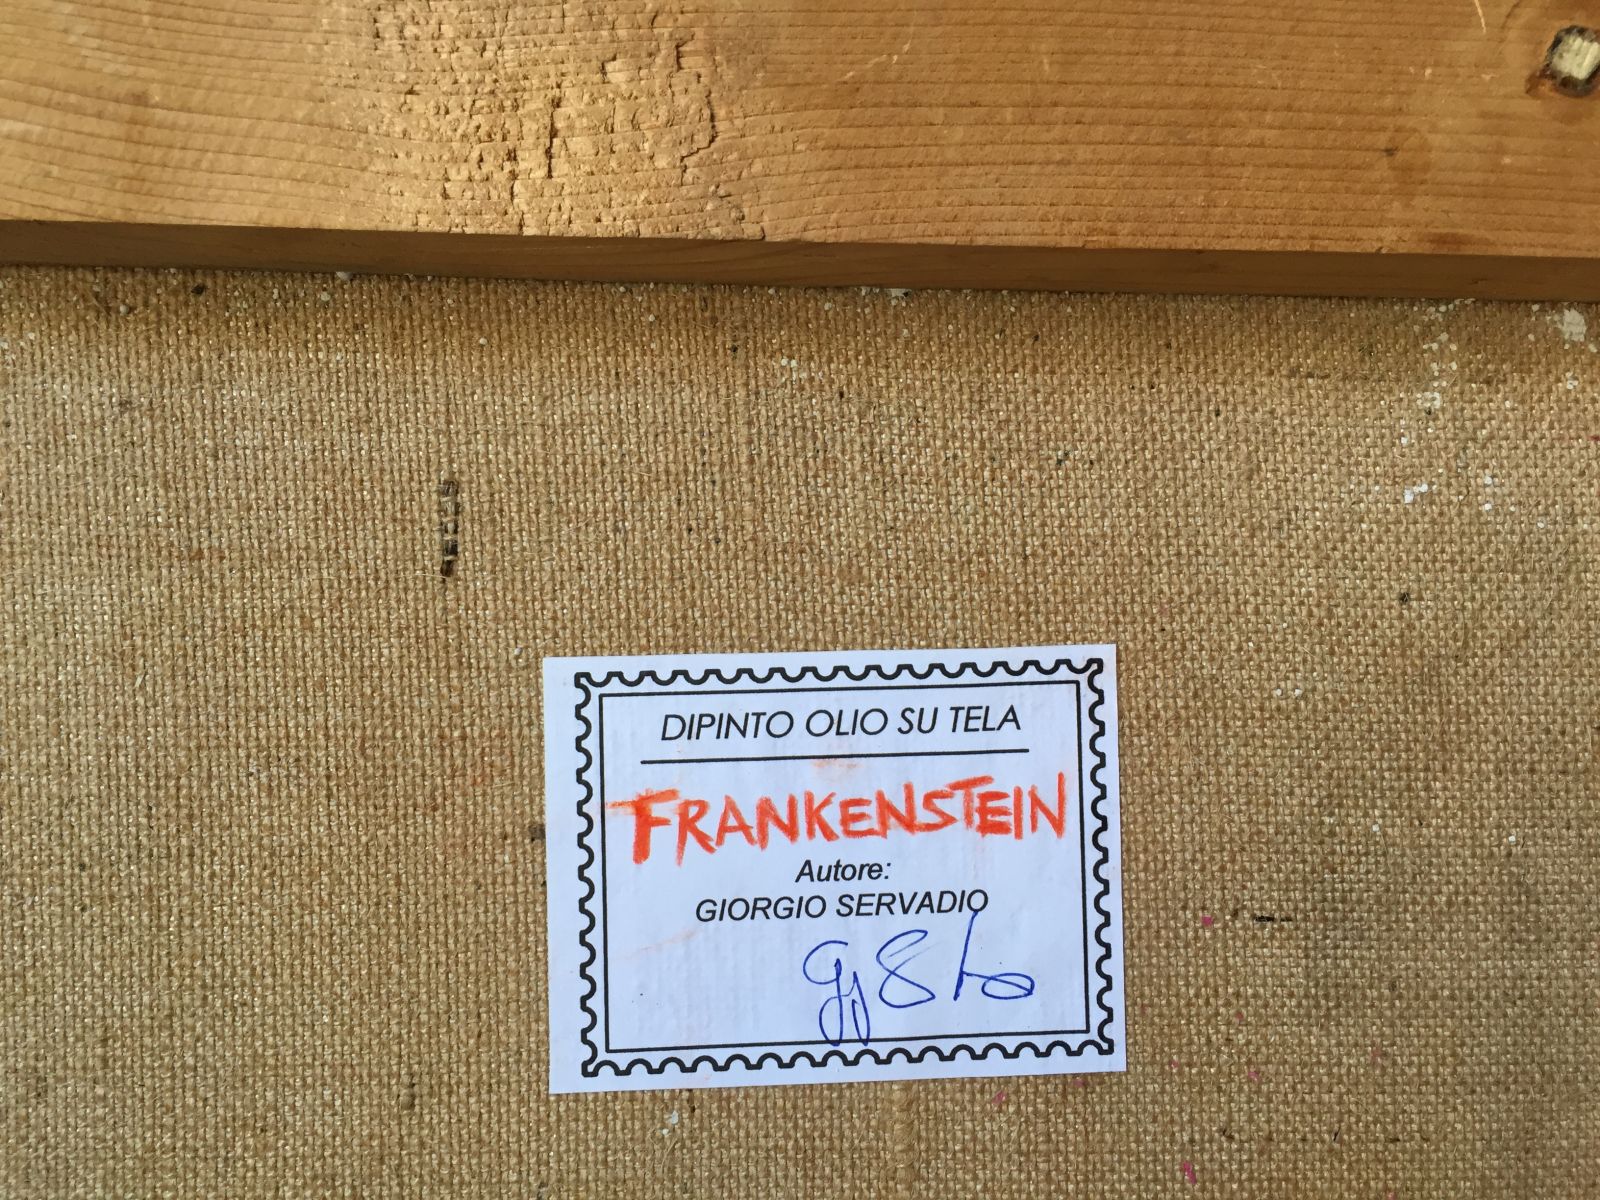 DIPINTO OLIO SU TELA
FRANKENSTEIN
Autore:
GIORGIO SERVADIO